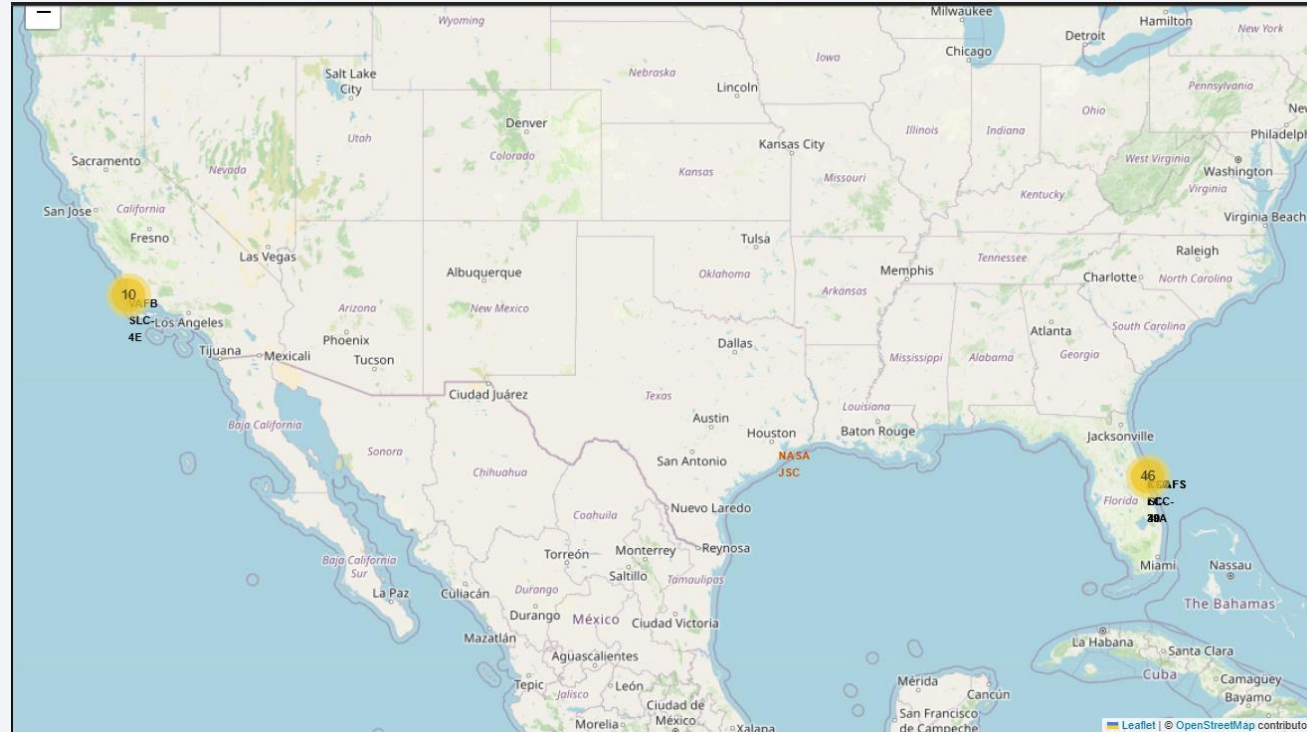 −
Wyoming
Milwaukee
Hamilton
Detroit
New York
Chicago
Iowa
Salt Lake
City
Nebraska
Lincoln
Pennsylvania
Ohio
Denver
Utah
Illinois
Indiana
Philadelph
Kansas City
Colorado
Sacramento
Nevada
Kansas
Missouri
West Virginia
Washington
Virginia
Kentucky
San Jose
California
Virginia Beach
Fresno
Tulsa
Raleigh
Las Vegas
Tennessee
Albuquerque
Oklahoma
Memphis
Charlotte
North Carolina
Arkansas
10
SLC-
4E
Los Angeles
Arizona
New Mexico
South Carolina
Phoenix
Atlanta
Tijuana
Mexicali
Tucson
Dallas
Mississippi
Alabama
Georgia
Ciudad Juárez
Texas
Louisiana
Baja California
Austin
Houston
Baton Rouge
Jacksonville
Sonora
NASA
JSC
San Antonio
Chihuahua
46
Florida
Nuevo Laredo
Coahuila
Reynosa
Torreón
Monterrey
Baja California
Sur
Saltillo
Tamaulipas
Miami
Nassau
La Paz
Culiacán
Durango
The Bahamas
Durango
México
Ciudad Victoria
Mazatlán
La Habana
Santa Clara
Aguascalientes
Cuba
Tepic
Jalisco
León
Mérida
Cancún
Camaguey
Bayamo
Ciudad de
México
San Francisco
de Campeche
Morelia
Xalapa
Leaflet | © OpenStreetMap contributo